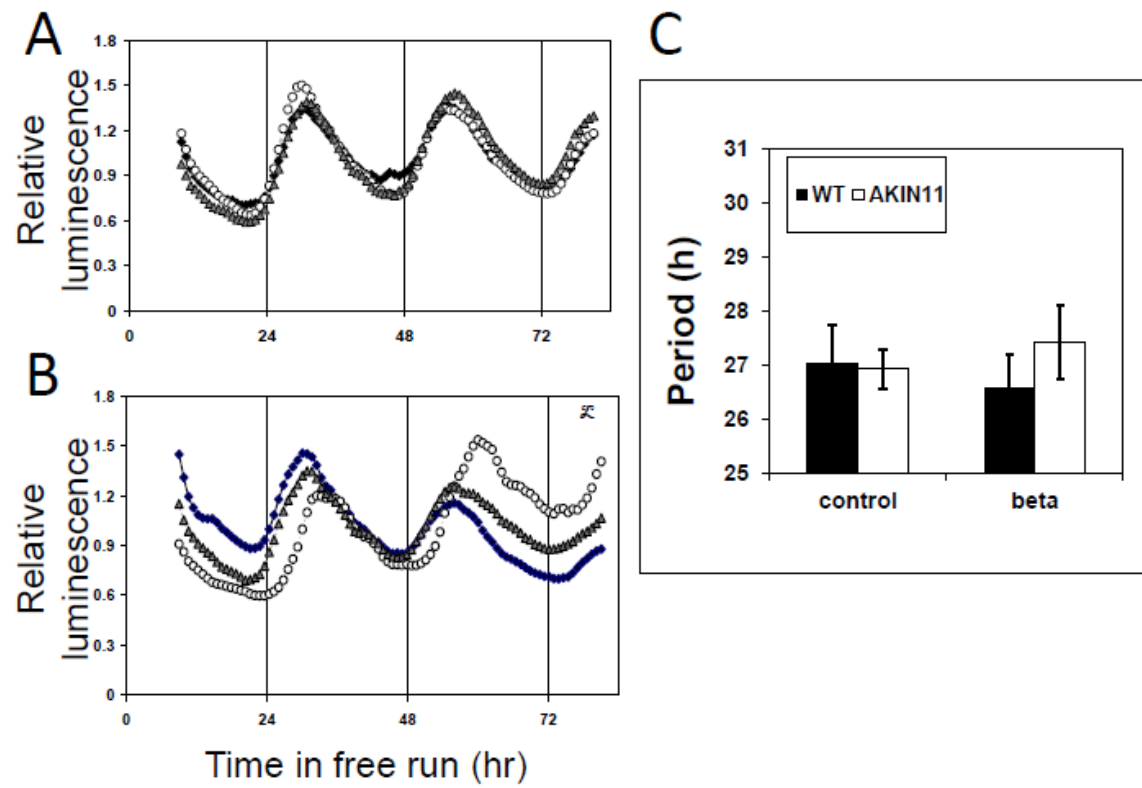 A
1.8
1.5
1.2
0.9
0.6
0.3
0
0 24 48 72
Relative
luminescence
B
1.8
1.5
1.2
0.9
0.6
0.3
0
0 24 48 72
Relative
luminescence
Time in free run (hr)
C
31
30
29
28
27
26
25
Period (h)
WT AKIN11
control beta